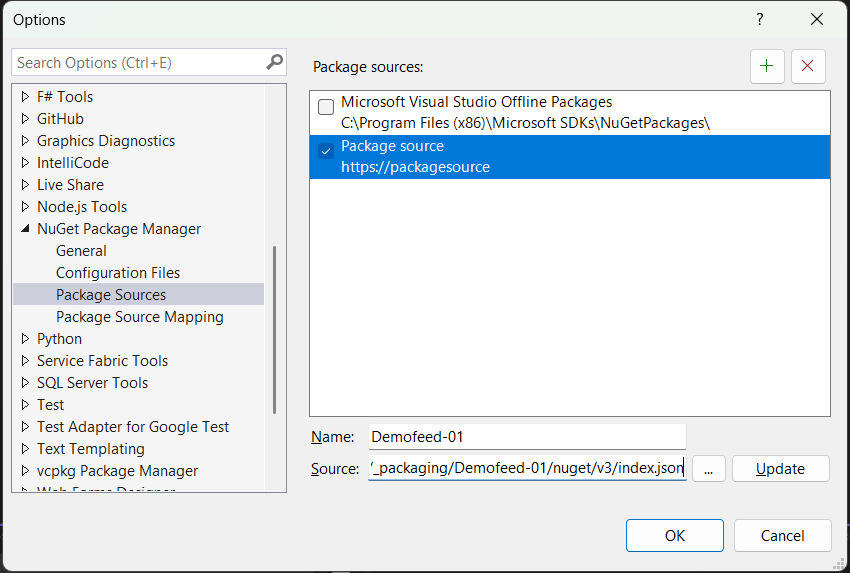 Options
?
Search Options (Ctrl+E)
F# Tools
GitHub
Graphics Diagnostics
IntelliCode
Live Share
Node.js Tools
NuGet Package Manager
General
Configuration Files
Package Sources
Package Source Mapping
Python
Service Fabric Tools
SQL Server Tools
Test
Test Adapter for Google Test
Text Templating
vcpkg Package Manager
Web Forms Designer
Package sources:
Microsoft Visual Studio Offline Packages
C:\Program Files (x86)\Microsoft SDKs\NuGetPackages\
Package source
https://packagesource
Name: Demofeed-01
Source: /_packaging/Demofeed-01/nuget/v3/index.json ... Update
OK Cancel